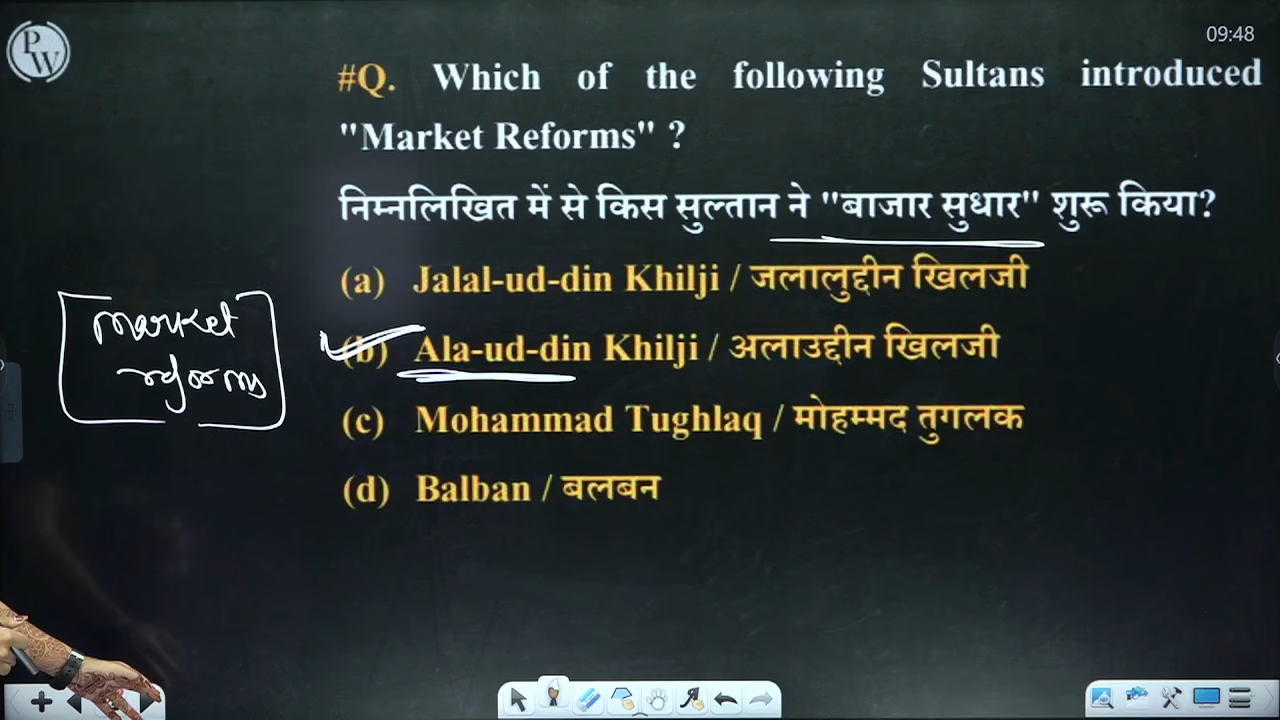 PW
09:48
#Q. Which of the following Sultans introduced
"Market Reforms" ?
निम्नलिखित में से किस सुल्तान ने "बाजार सुधार" शुरू किया?
(a) Jalal-ud-din Khilji / जलालुद्दीन खिलजी
(b) Ala-ud-din Khilji / अलाउद्दीन खिलजी
(c) Mohammad Tughlaq / मोहम्मद तुगलक
(d) Balban / बलबन
market
reforms